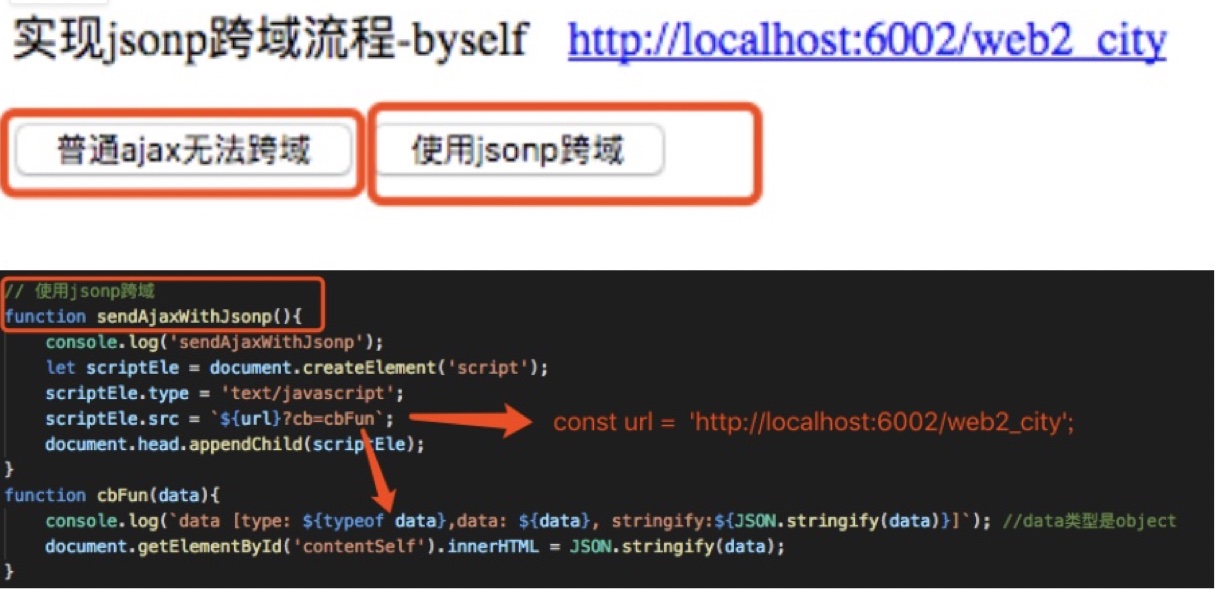 实现jsonp跨域流程-byself http://localhost:6002/web2_city
普通ajax无法跨域 使用jsonp跨域
// 使用jsonp跨域
function sendAjaxWithJsonp(){
console.log('sendAjaxWithJsonp');
let scriptEle = document.createElement('script');
scriptEle.type = 'text/javascript';
scriptEle.src = `${url}?cb=cbFun`; const url = 'http://localhost:6002/web2_city';
document.head.appendChild(scriptEle);
}
function cbFun(data){
console.log(`data [type: ${typeof data},data: ${data}, stringify:${JSON.stringify(data)}]`); //data类型是object
document.getElementById('contentSelf').innerHTML = JSON.stringify(data);
}